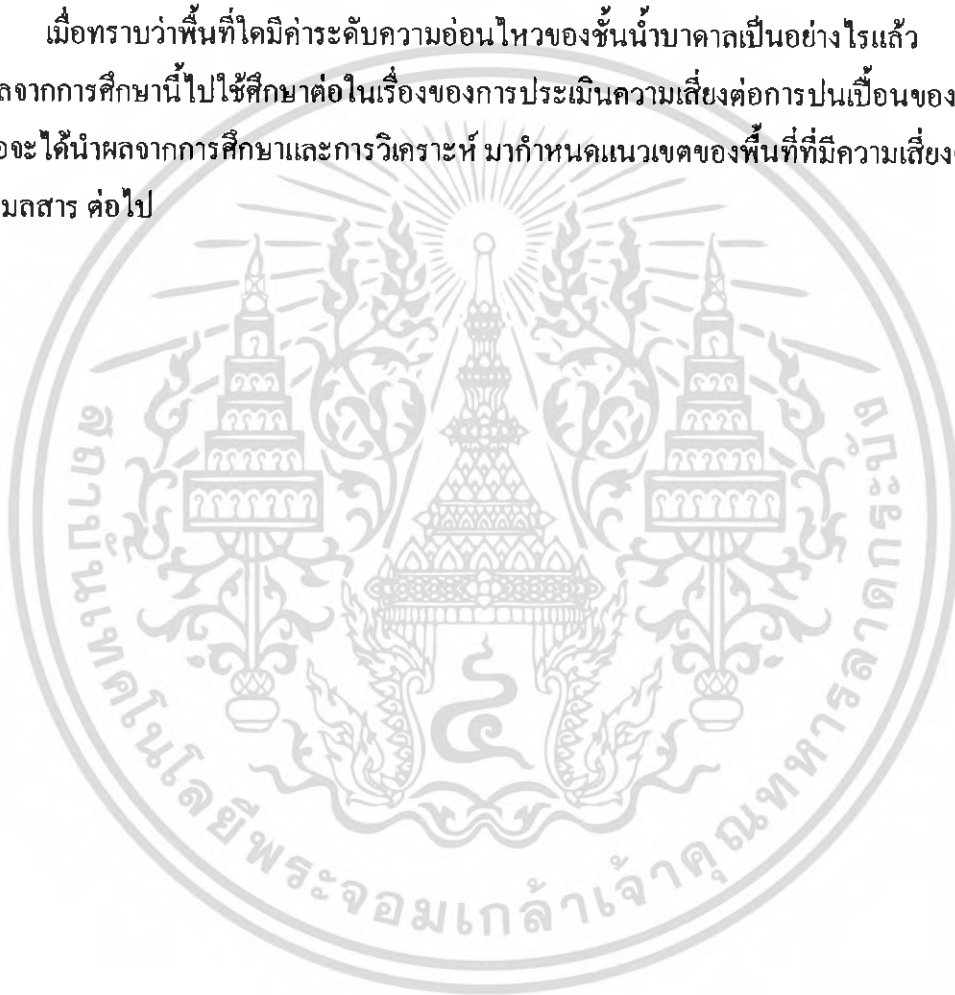 เมื่อทราบว่าพื้นที่ใดมีค่าระดับความอ่อนไหวของชั้นน้ำบาดาลเป็นอย่างไรแล้ว
ลจากการศึกษานี้ไปใช้ศึกษาต่อในเรื่องของการประเมินความเสี่ยงต่อการปนเปื้อนของ
อจะได้นำผลจากการศึกษาและการวิเคราะห์ มากำหนดแนวเขตของพื้นที่ที่มีความเสี่ยง
มลสาร ต่อไป
สถาบันเทคโนโลยีพระจอมเกล้าเจ้าคุณทหารลาดกระบัง
๔